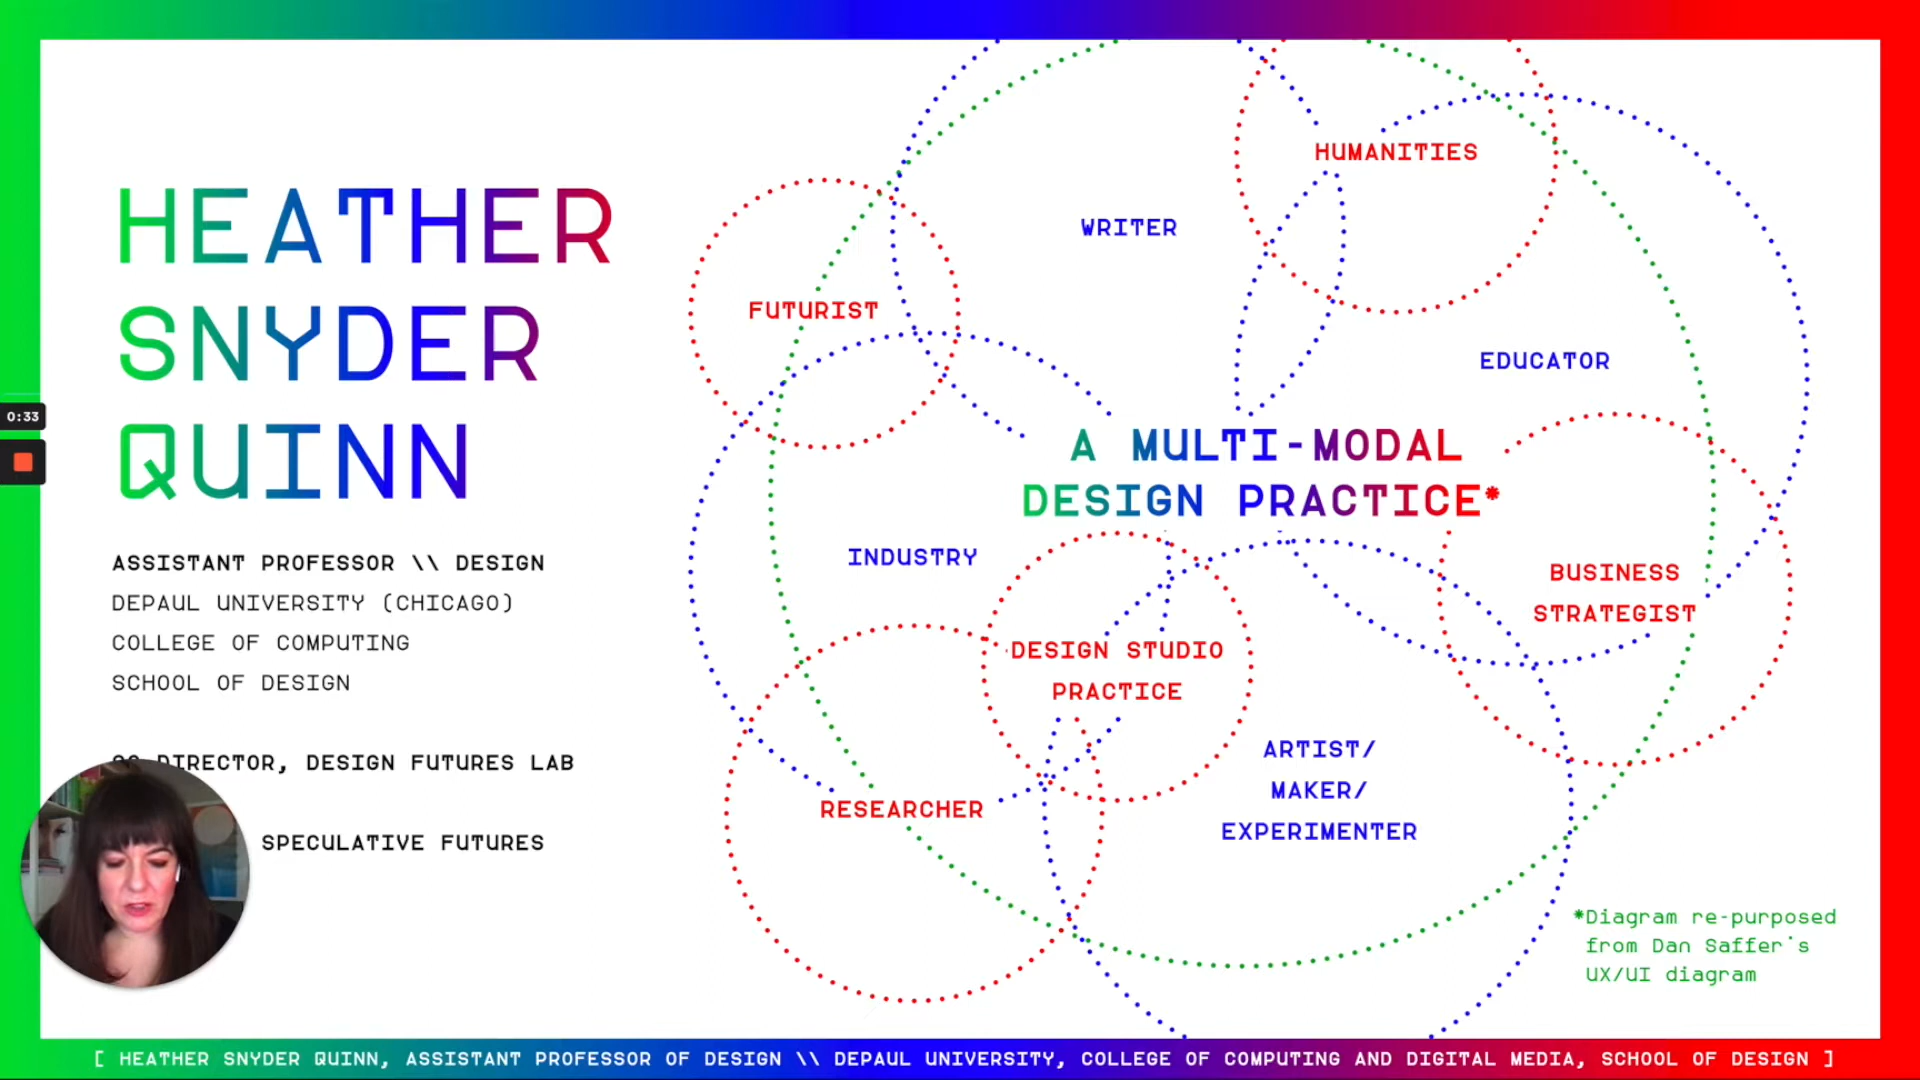 HEATHER
SNYDER
QUINN
ASSISTANT PROFESSOR \\ DESIGN
DEPAUL UNIVERSITY (CHICAGO)
COLLEGE OF COMPUTING
SCHOOL OF DESIGN
DIRECTOR, DESIGN FUTURES LAB
SPECULATIVE FUTURES
0:33
HUMANITIES
WRITER
FUTURIST
EDUCATOR
A MULTI-MODAL
DESIGN PRACTICE*
INDUSTRY
BUSINESS
STRATEGIST
DESIGN STUDIO
PRACTICE
ARTIST/
MAKER/
EXPERIMENTER
RESEARCHER
*Diagram re-purposed
from Dan Saffer's
UX/UI diagram
[ HEATHER SNYDER QUINN, ASSISTANT PROFESSOR OF DESIGN \\ DEPAUL UNIVERSITY, COLLEGE OF COMPUTING AND DIGITAL MEDIA, SCHOOL OF DESIGN ]